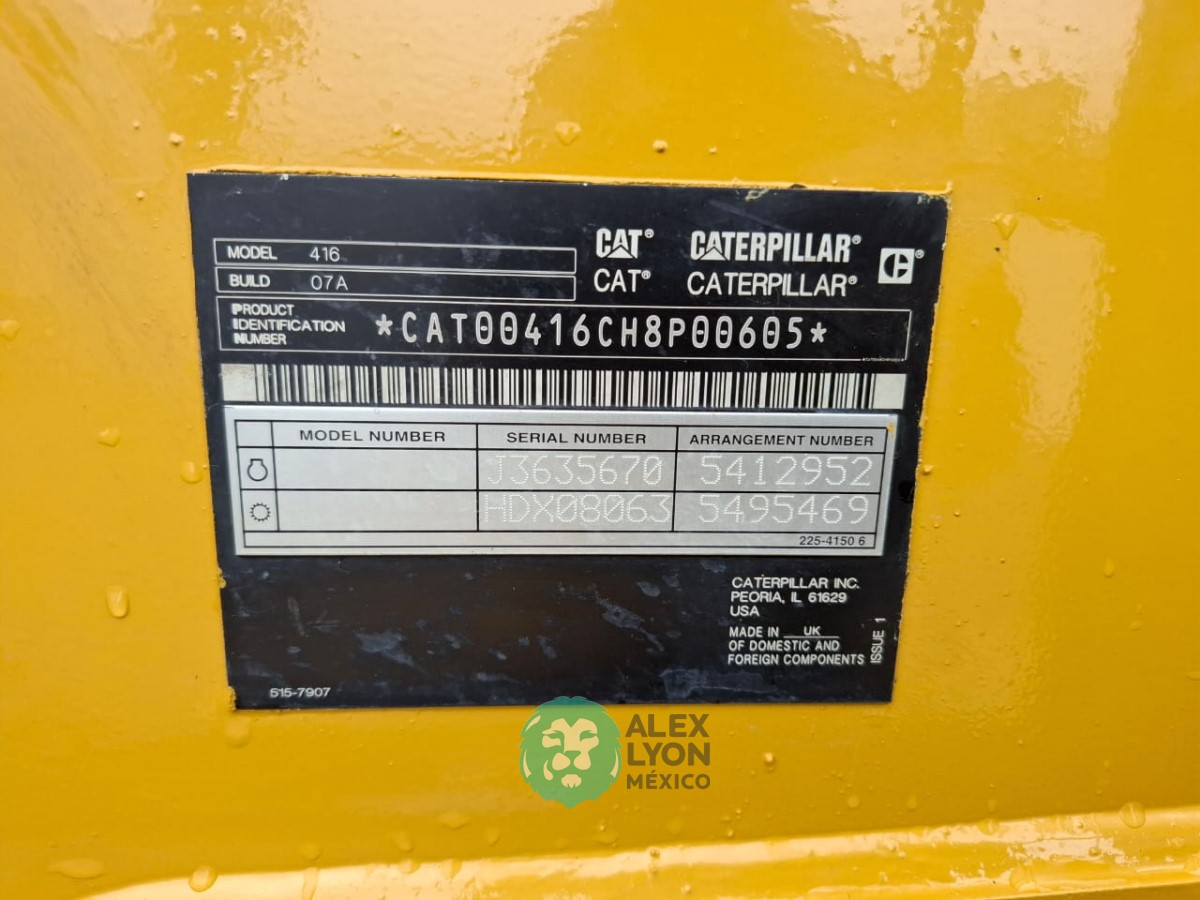 MODEL 416
BUILD 07A
CAT® CATERPILLAR®
CAT® CATERPILLAR®
PRODUCT
IDENTIFICATION
NUMBER
*CAT00416CH8P00605*
MODEL NUMBER SERIAL NUMBER ARRANGEMENT NUMBER
J3635670 5412952
HDX08063 5495469
225-4150 6
CATERPILLAR INC.
PEORIA, IL 61629
USA
MADE IN UK
OF DOMESTIC AND
FOREIGN COMPONENTS
ISSUE 1
515-7907
ALEX
LYON
MÉXICO